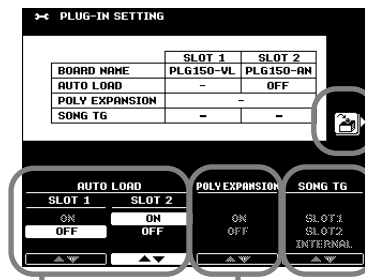 PLUG-IN SETTING
SLOT 1 SLOT 2
BOARD NAME PLG150-VL PLG150-AN
AUTO LOAD - OFF
POLY EXPANSION -
SONG TG - -
AUTO LOAD POLY EXPANSION SONG TG
SLOT 1 SLOT 2
ON ON ON SLOT1
OFF OFF OFF SLOT2
INTERNAL